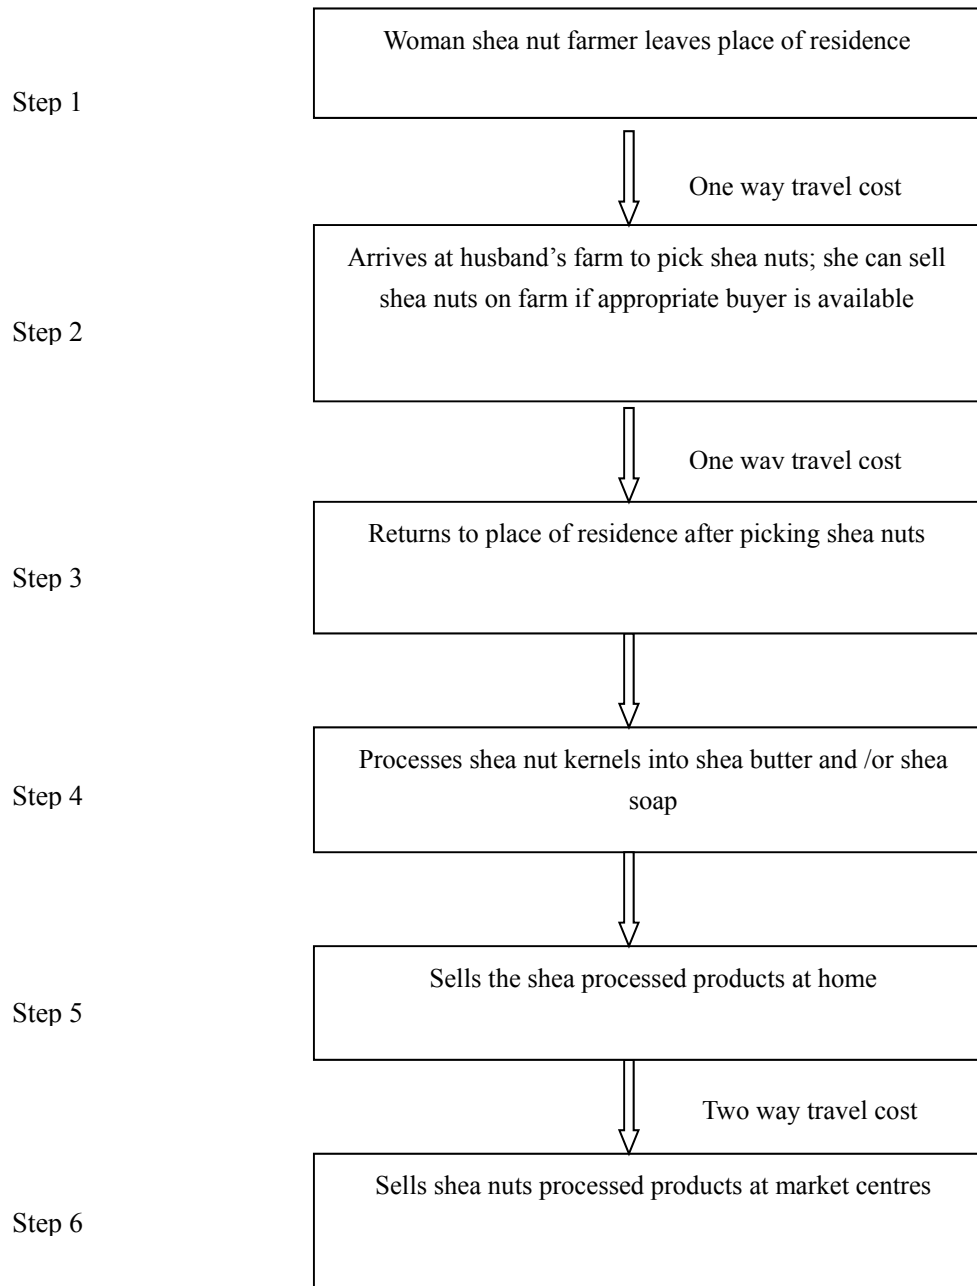 Woman shea nut farmer leaves place of residence
Step 1
One way travel cost
Arrives at husband’s farm to pick shea nuts; she can sell
shea nuts on farm if appropriate buyer is available
Step 2
One way travel cost
Returns to place of residence after picking shea nuts
Step 3
Processes shea nut kernels into shea butter and /or shea
soap
Step 4
Sells the shea processed products at home
Step 5
Two way travel cost
Sells shea nuts processed products at market centres
Step 6